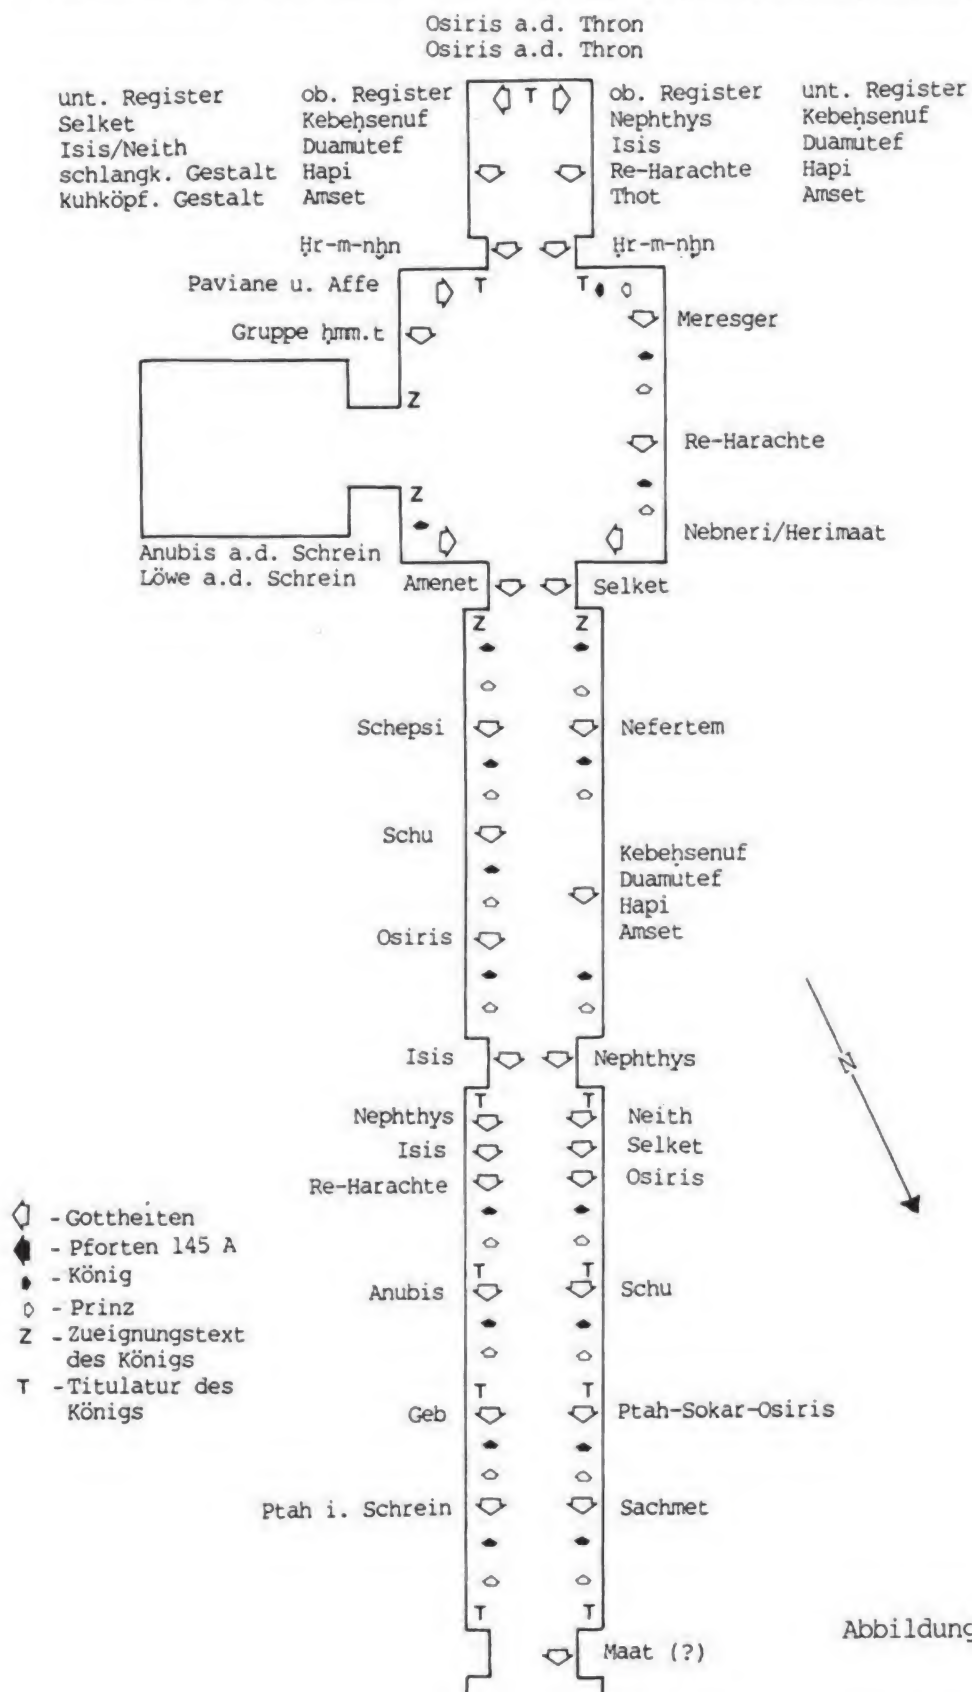 Osiris a.d. Thron
Osiris a.d. Thron
unt. Register ob. Register T ob. Register unt. Register
Selket Kebeḥsenuf Nephthys Kebeḥsenuf
Isis/Neith Duamutef Isis Duamutef
schlangk. Gestalt Hapi Re-Harachte Hapi
kuhköpf. Gestalt Amset Thot Amset
Ḥr-m-nḫn Ḥr-m-nḫn
Paviane u. Affe T T
Meresger
Gruppe ḥmm.t
Z
Re-Harachte
Z
Nebneri/Herimaat
Anubis a.d. Schrein
Löwe a.d. Schrein
Amenet Selket
Z Z
Schepsi Nefertem
Schu
Kebeḥsenuf
Duamutef
Hapi
Amset
Osiris
N
Isis Nephthys
T T
Nephthys Neith
Isis Selket
Re-Harachte Osiris
- Gottheiten
- Pforten 145 A
- König
- Prinz
Z - Zueignungstext
des Königs
T - Titulatur des
Königs
T T
Anubis Schu
T T
Geb Ptah-Sokar-Osiris
Ptah i. Schrein Sachmet
T T
Abbildung
Maat (?)